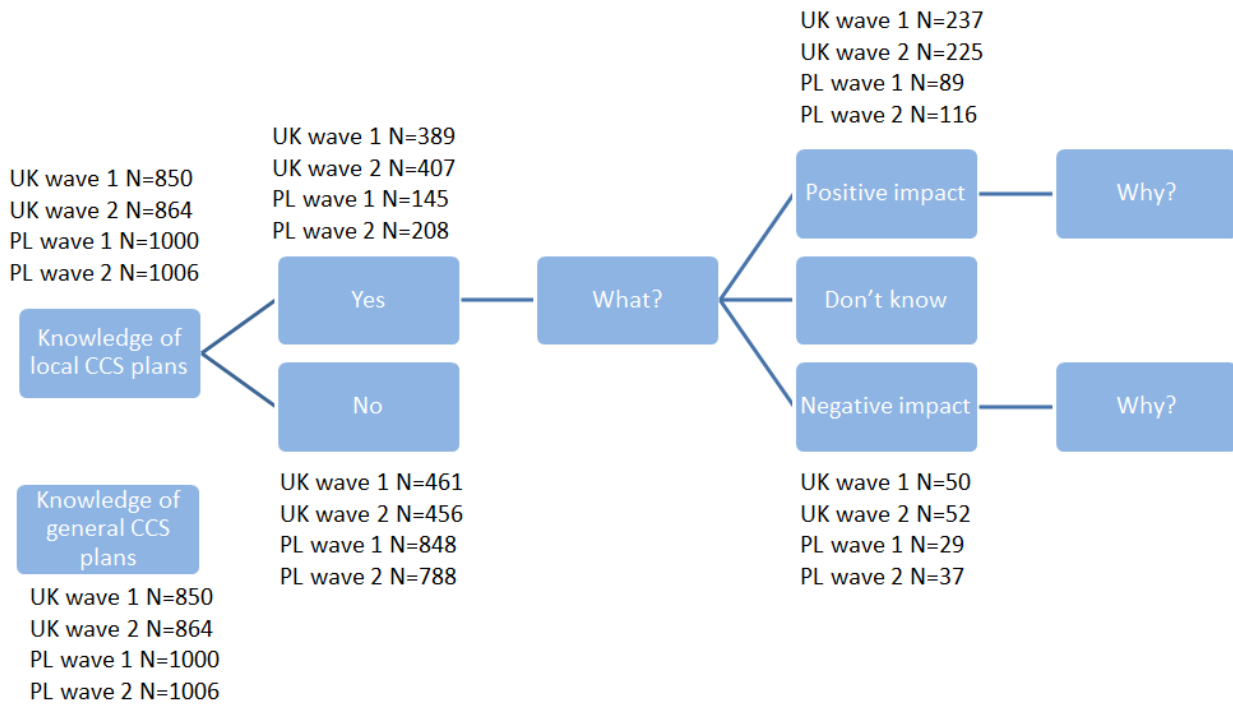 UK wave 1 N=850
UK wave 2 N=864
PL wave 1 N=1000
PL wave 2 N=1006
Knowledge of
local CCS plans
UK wave 1 N=389
UK wave 2 N=407
PL wave 1 N=145
PL wave 2 N=208
Yes
No
UK wave 1 N=461
UK wave 2 N=456
PL wave 1 N=848
PL wave 2 N=788
What?
UK wave 1 N=237
UK wave 2 N=225
PL wave 1 N=89
PL wave 2 N=116
Positive impact
Why?
Don't know
Negative impact
Why?
UK wave 1 N=50
UK wave 2 N=52
PL wave 1 N=29
PL wave 2 N=37
Knowledge of
general CCS
plans
UK wave 1 N=850
UK wave 2 N=864
PL wave 1 N=1000
PL wave 2 N=1006